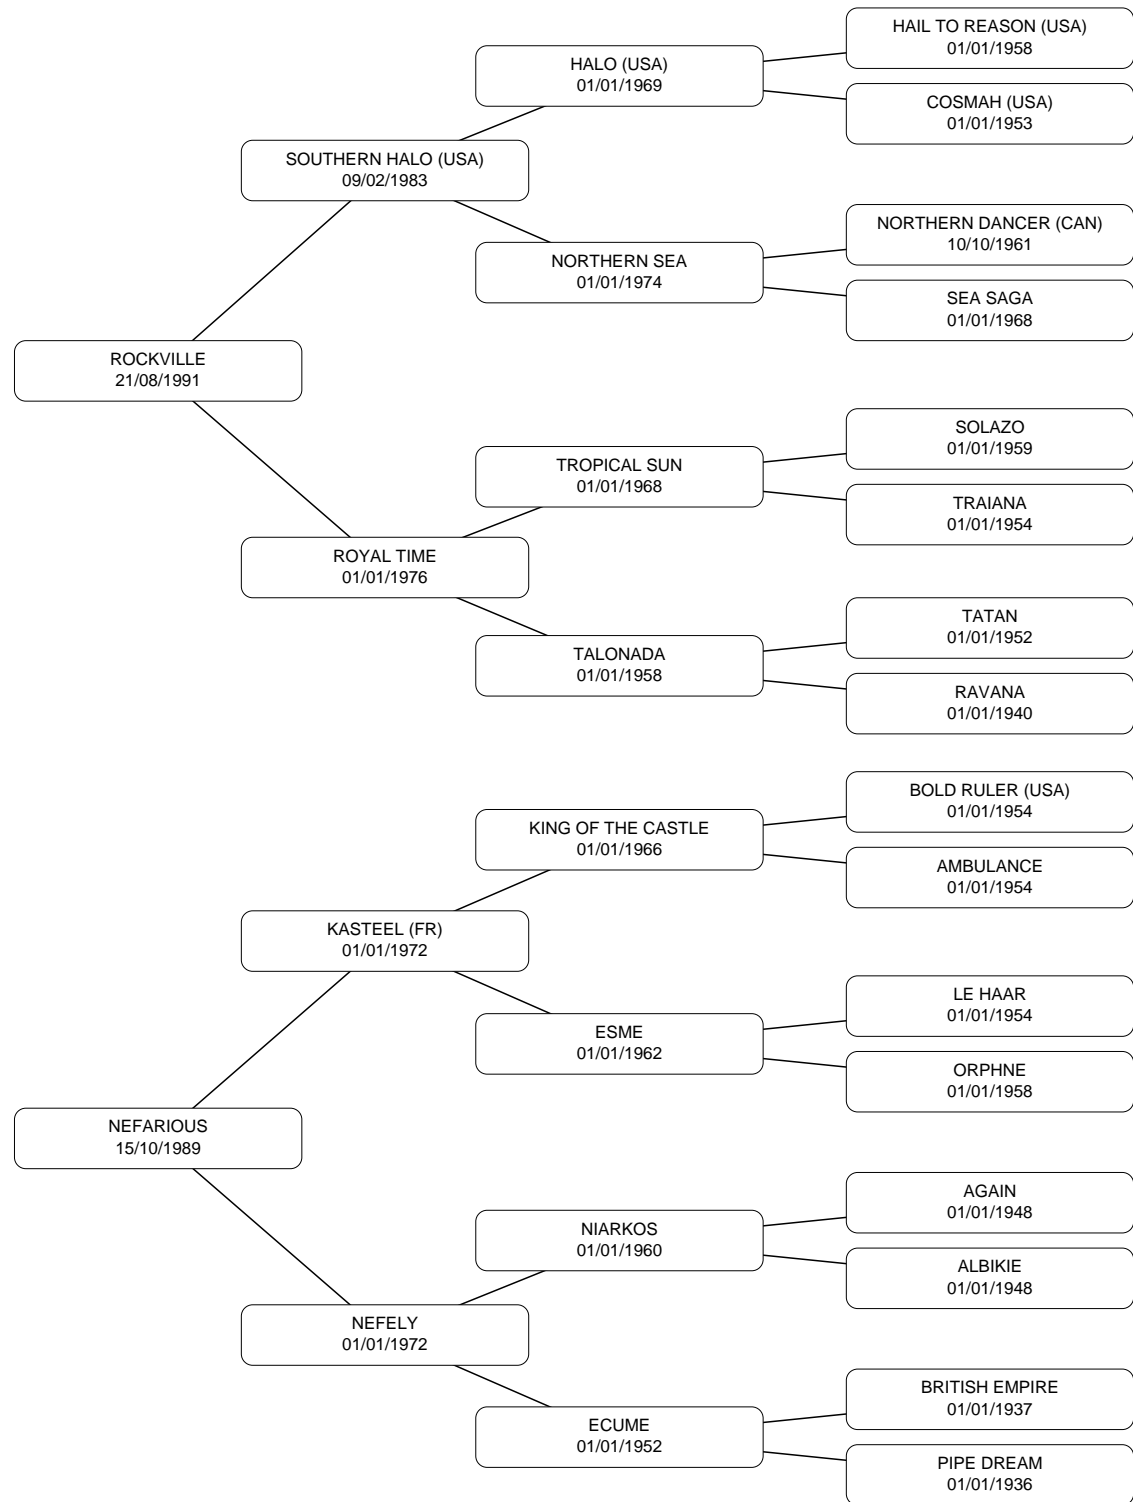 HAIL TO REASON (USA)
01/01/1958
HALO (USA)
01/01/1969
COSMAH (USA)
01/01/1953
SOUTHERN HALO (USA)
09/02/1983
NORTHERN DANCER (CAN)
10/10/1961
NORTHERN SEA
01/01/1974
SEA SAGA
01/01/1968
ROCKVILLE
21/08/1991
SOLAZO
01/01/1959
TROPICAL SUN
01/01/1968
TRAIANA
01/01/1954
ROYAL TIME
01/01/1976
TATAN
01/01/1952
TALONADA
01/01/1958
RAVANA
01/01/1940
BOLD RULER (USA)
01/01/1954
KING OF THE CASTLE
01/01/1966
AMBULANCE
01/01/1954
KASTEEL (FR)
01/01/1972
LE HAAR
01/01/1954
ESME
01/01/1962
ORPHNE
01/01/1958
NEFARIOUS
15/10/1989
AGAIN
01/01/1948
NIARKOS
01/01/1960
ALBIKIE
01/01/1948
NEFELY
01/01/1972
BRITISH EMPIRE
01/01/1937
ECUME
01/01/1952
PIPE DREAM
01/01/1936